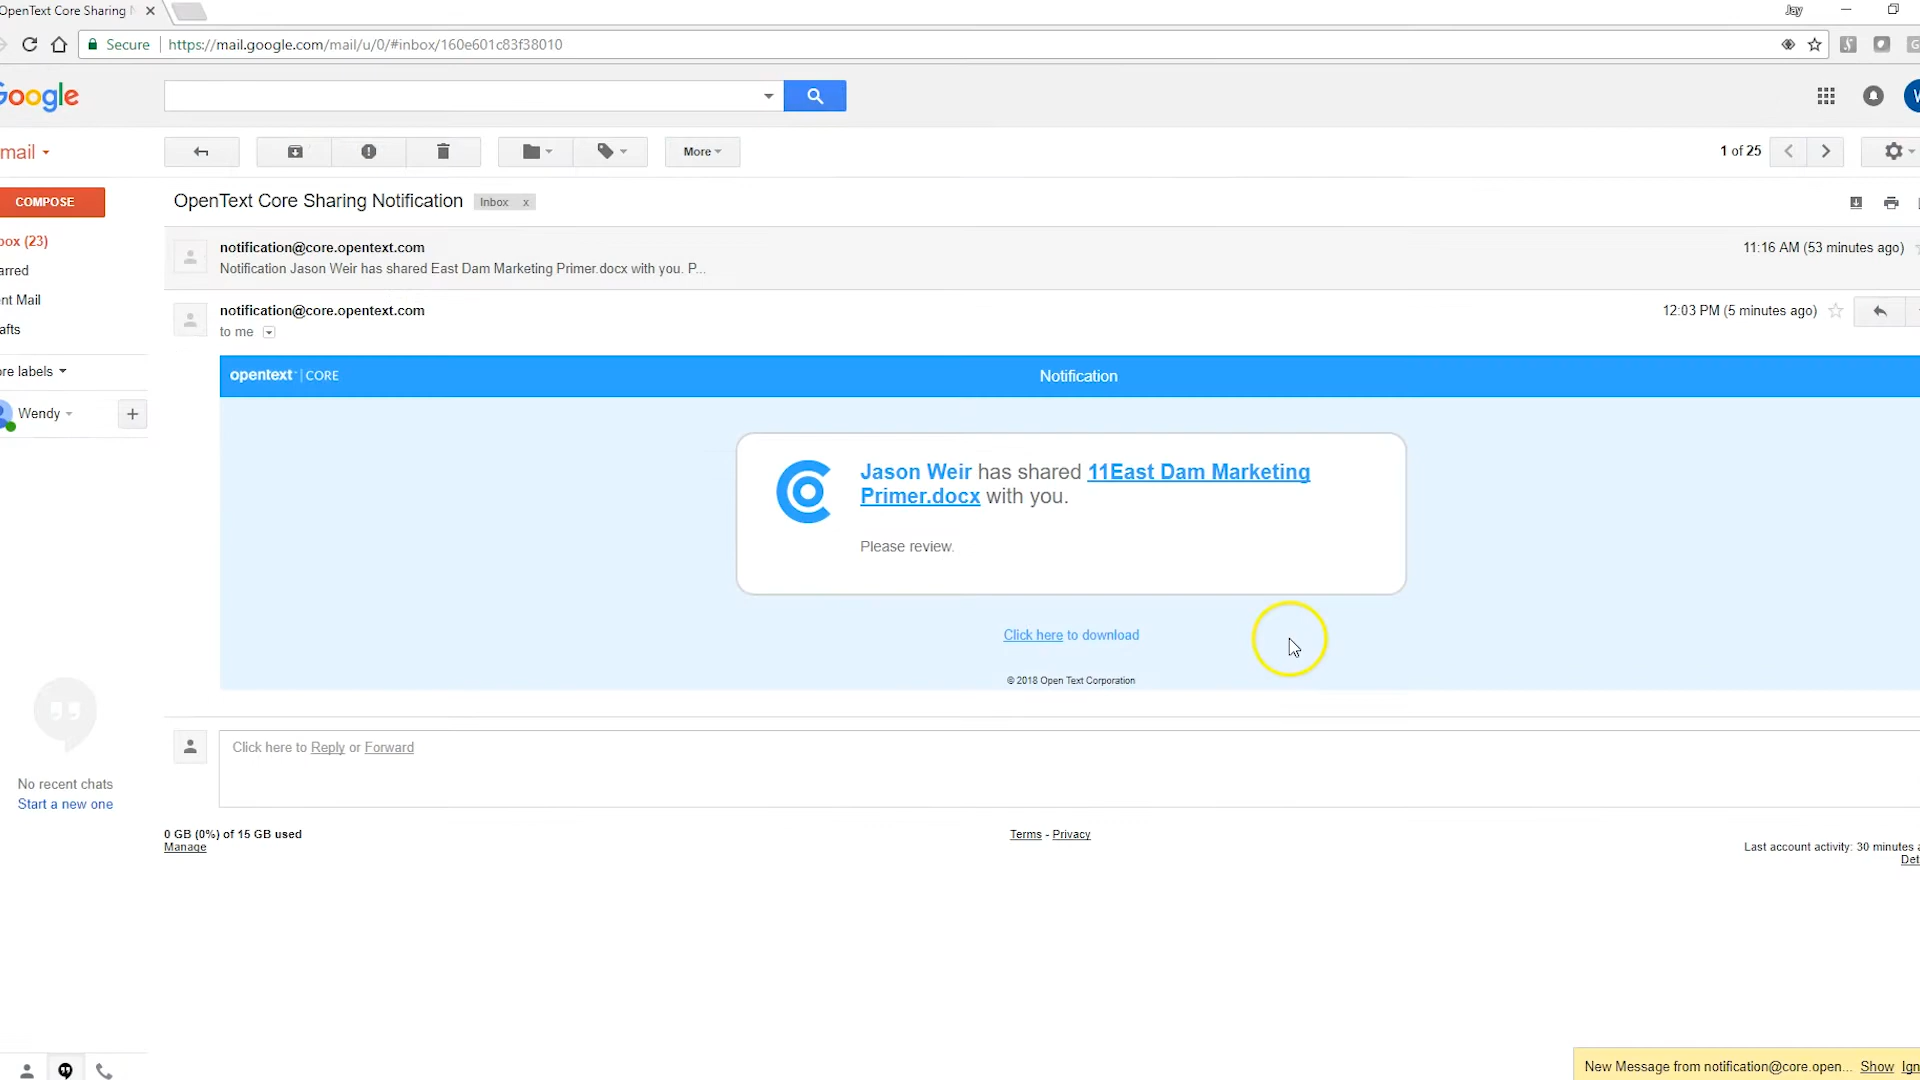 OpenText Core Sharing
Jay
Secure
https://mail.google.com/mail/u/0/#inbox/160e601c83f38010
Google
mail
More
1 of 25
COMPOSE
OpenText Core Sharing Notification
Inbox x
box (23)
notification@core.opentext.com
11:16 AM (53 minutes ago)
Notification Jason Weir has shared East Dam Marketing Primer.docx with you. P...
arred
nt Mail
notification@core.opentext.com
12:03 PM (5 minutes ago)
afts
to me
re labels
opentext™ | CORE
Notification
Wendy
Jason Weir has shared 11East Dam Marketing
Primer.docx with you.
Please review.
Click here to download
© 2018 Open Text Corporation
Click here to Reply or Forward
No recent chats
Start a new one
0 GB (0%) of 15 GB used
Manage
Terms - Privacy
Last account activity: 30 minutes a
Det
New Message from notification@core.open... Show Ign